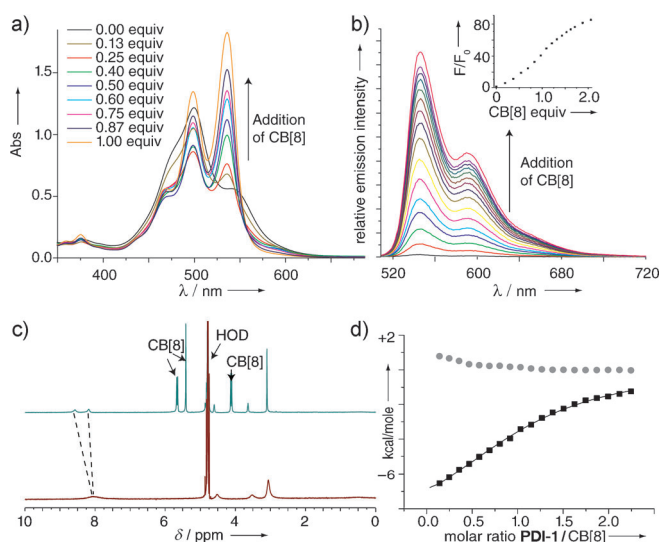 a)
0.00 equiv
0.13 equiv
0.25 equiv
0.40 equiv
0.50 equiv
0.60 equiv
0.75 equiv
0.87 equiv
1.00 equiv
Addition
of CB[8]
Abs
1.5
1.0
0.5
0.0
400
500
600
λ / nm
b)
relative emission intensity
F/F0
80
40
0
0.0
1.0
2.0
CB[8] equiv
Addition
of CB[8]
520
600
680
720
λ / nm
c)
CB[8]
HOD
CB[8]
10
8
6
4
2
0
δ / ppm
d)
+2
kcal/mole
−6
0.0
0.5
1.0
1.5
2.0
molar ratio PDI-1/CB[8]